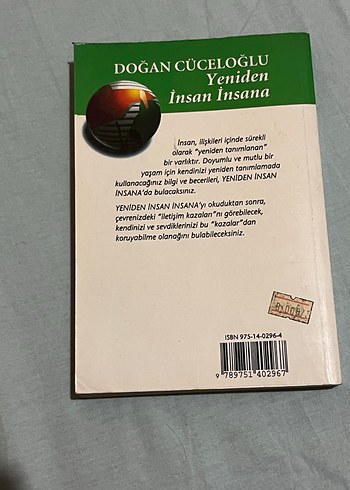 DOĞAN CÜCELOĞLU
Yeniden
İnsan İnsana
İnsan, ilişkileri içinde sürekli
olarak "yeniden tanımlanan"
bir varlıktır. Doyumlu ve mutlu bir
yaşam için kendinizi yeniden tanımlamada
kullanacağınız bilgi ve becerileri, YENİDEN İNSAN
İNSANA'da bulacaksınız.
YENİDEN İNSAN İNSANA'yı okuduktan sonra,
çevrenizdeki "iletişim kazaları"nı görebilecek,
kendinizi ve sevdiklerinizi bu "kazalar"dan
koruyabilme olanağını bulabileceksiniz.
ISBN 975-14-0296-4
9 789751 402967